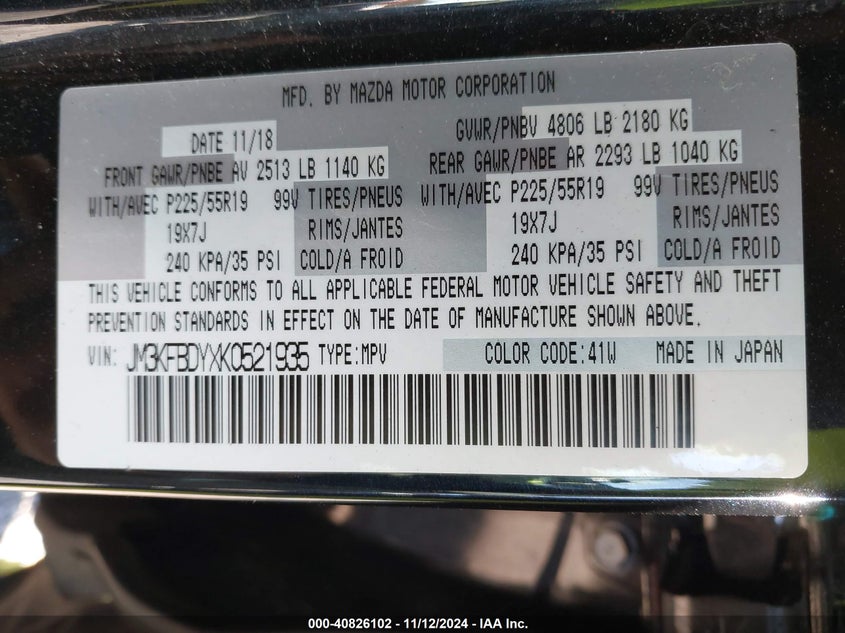 MFD. BY MAZDA MOTOR CORPORATION
DATE 11/18 GVWR/PNBV 4806 LB 2180 KG
FRONT GAWR/PNBE AV 2513 LB 1140 KG REAR GAWR/PNBE AR 2293 LB 1040 KG
WITH/AVEC P225/55R19 99V TIRES/PNEUS WITH/AVEC P225/55R19 99V TIRES/PNEUS
19X7J RIMS/JANTES 19X7J RIMS/JANTES
240 KPA/35 PSI COLD/A FROID 240 KPA/35 PSI COLD/A FROID
THIS VEHICLE CONFORMS TO ALL APPLICABLE FEDERAL MOTOR VEHICLE SAFETY AND THEFT
PREVENTION STANDARDS IN EFFECT ON THE DATE OF MANUFACTURE SHOWN ABOVE.
VIN: JM3KFBDYXK0521935 TYPE:MPV COLOR CODE:41W MADE IN JAPAN
000-40826102 - 11/12/2024 - IAA Inc.